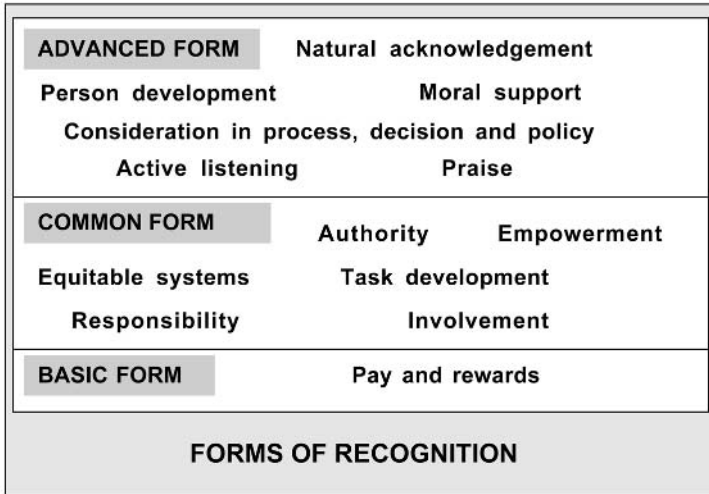 ADVANCED FORM Natural acknowledgement
Person development Moral support
Consideration in process, decision and policy
Active listening Praise
COMMON FORM Authority Empowerment
Equitable systems Task development
Responsibility Involvement
BASIC FORM Pay and rewards
FORMS OF RECOGNITION